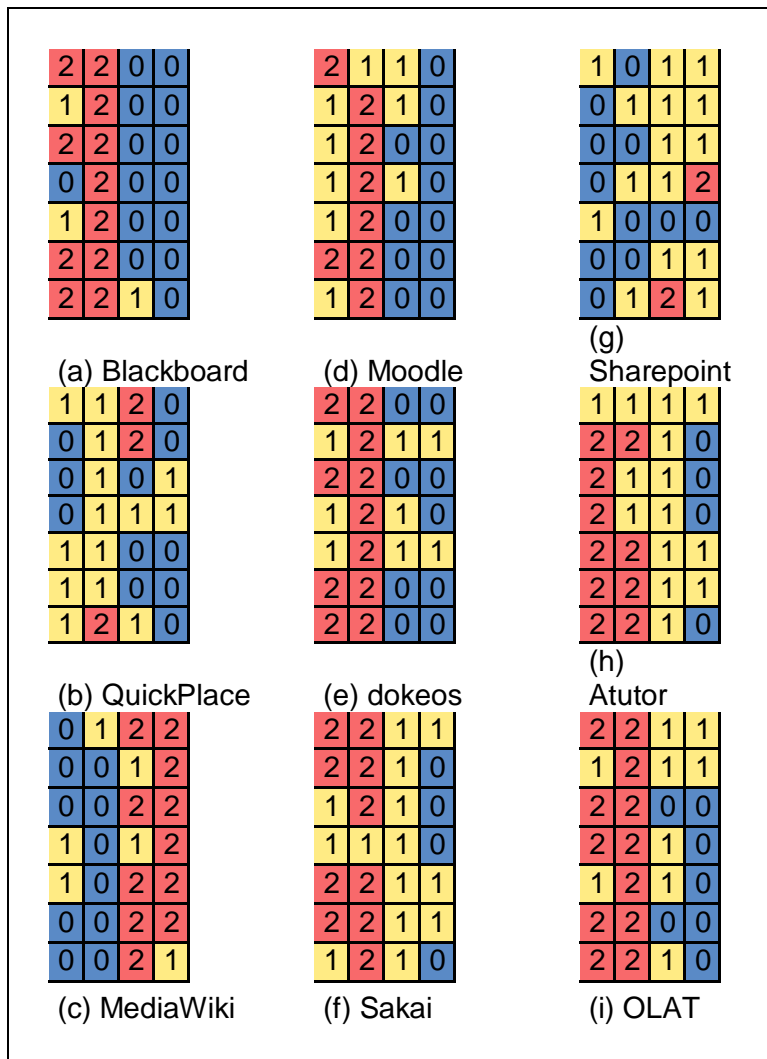 2 2 0 0
1 2 0 0
2 2 0 0
0 2 0 0
1 2 0 0
2 2 0 0
2 2 1 0
(a) Blackboard
1 1 2 0
0 1 2 0
0 1 0 1
0 1 1 1
1 1 0 0
1 1 0 0
1 2 1 0
(b) QuickPlace
0 1 2 2
0 0 1 2
0 0 2 2
1 0 1 2
1 0 2 2
0 0 2 2
0 0 2 1
(c) MediaWiki
2 1 1 0
1 2 1 0
1 2 0 0
1 2 1 0
1 2 0 0
2 2 0 0
1 2 0 0
(d) Moodle
2 2 0 0
1 2 1 1
2 2 0 0
1 2 1 0
1 2 1 1
2 2 0 0
2 2 0 0
(e) dokeos
2 2 1 1
2 2 1 0
1 2 1 0
1 1 1 0
2 2 1 1
2 2 1 1
1 2 1 0
(f) Sakai
1 0 1 1
0 1 1 1
0 0 1 1
0 1 1 2
1 0 0 0
0 0 1 1
0 1 2 1
(g)
Sharepoint
1 1 1 1
2 2 1 0
2 1 1 0
2 1 1 0
2 2 1 1
2 2 1 1
2 2 1 0
(h)
Atutor
2 2 1 1
1 2 1 1
2 2 0 0
2 2 1 0
1 2 1 0
2 2 0 0
2 2 1 0
(i) OLAT